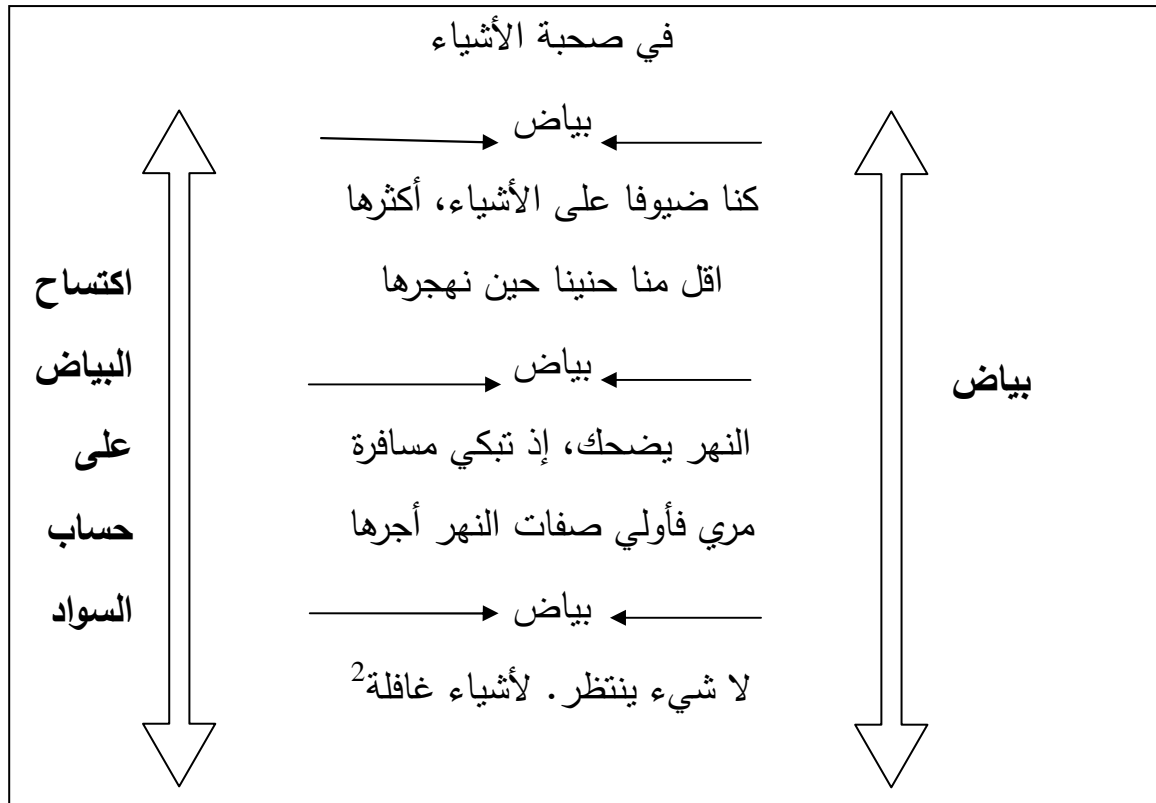 في صحبة الأشياء
بياض
كنا ضيوفا على الأشياء، أكثرها
اقل منا حنينا حين نهجرها
بياض
النهر يضحك، إذ تبكي مسافرة
مري فأولي صفات النهر أجرها
بياض
لا شيء ينتظر. لأشياء غافلة2
بياض
اكتساح
البياض
على
حساب
السواد